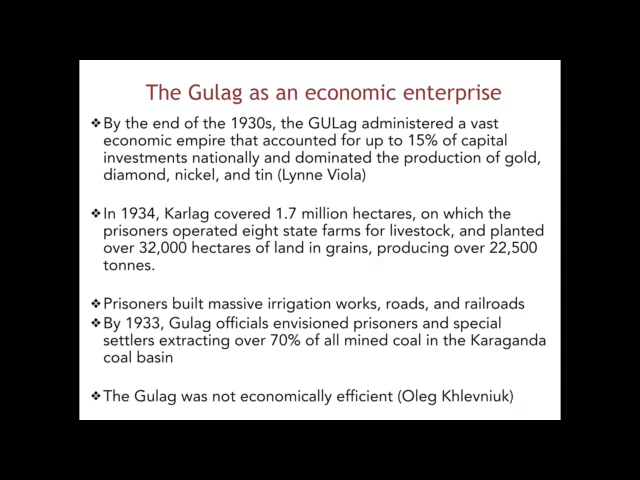 The Gulag as an economic enterprise
❖By the end of the 1930s, the GULag administered a vast
economic empire that accounted for up to 15% of capital
investments nationally and dominated the production of gold,
diamond, nickel, and tin (Lynne Viola)
❖In 1934, Karlag covered 1.7 million hectares, on which the
prisoners operated eight state farms for livestock, and planted
over 32,000 hectares of land in grains, producing over 22,500
tonnes.
❖Prisoners built massive irrigation works, roads, and railroads
❖By 1933, Gulag officials envisioned prisoners and special
settlers extracting over 70% of all mined coal in the Karaganda
coal basin
❖The Gulag was not economically efficient (Oleg Khlevniuk)